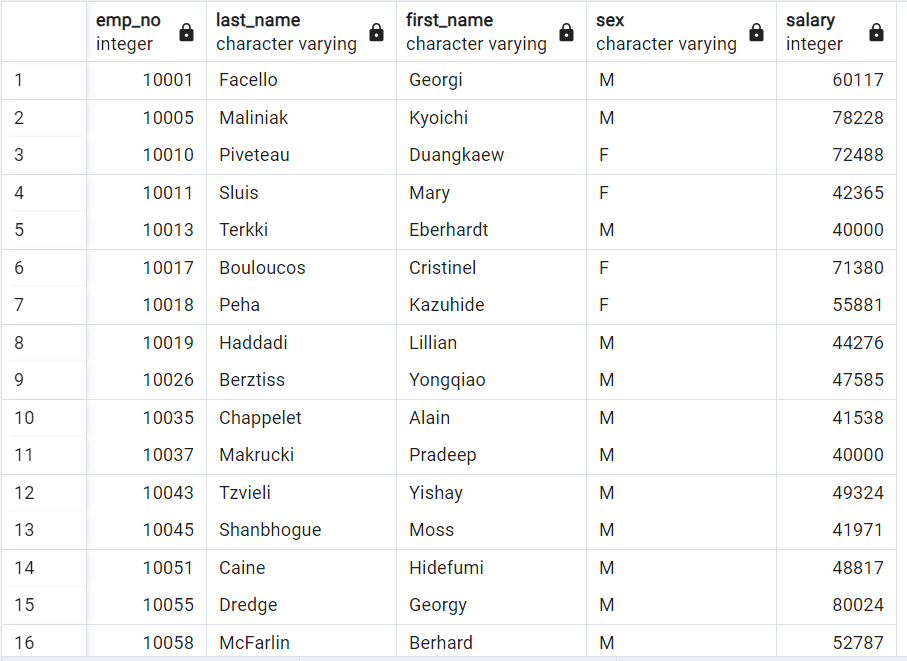 emp_no last_name first_name sex salary
integer character varying character varying character varying integer
1 10001 Facello Georgi M 60117
2 10005 Maliniak Kyoichi M 78228
3 10010 Piveteau Duangkaew F 72488
4 10011 Sluis Mary F 42365
5 10013 Terkki Eberhardt M 40000
6 10017 Bouloucos Cristinel F 71380
7 10018 Peha Kazuhide F 55881
8 10019 Haddadi Lillian M 44276
9 10026 Berztiss Yongqiao M 47585
10 10035 Chappelet Alain M 41538
11 10037 Makrucki Pradeep M 40000
12 10043 Tzvieli Yishay M 49324
13 10045 Shanbhogue Moss M 41971
14 10051 Caine Hidefumi M 48817
15 10055 Dredge Georgy M 80024
16 10058 McFarlin Berhard M 52787